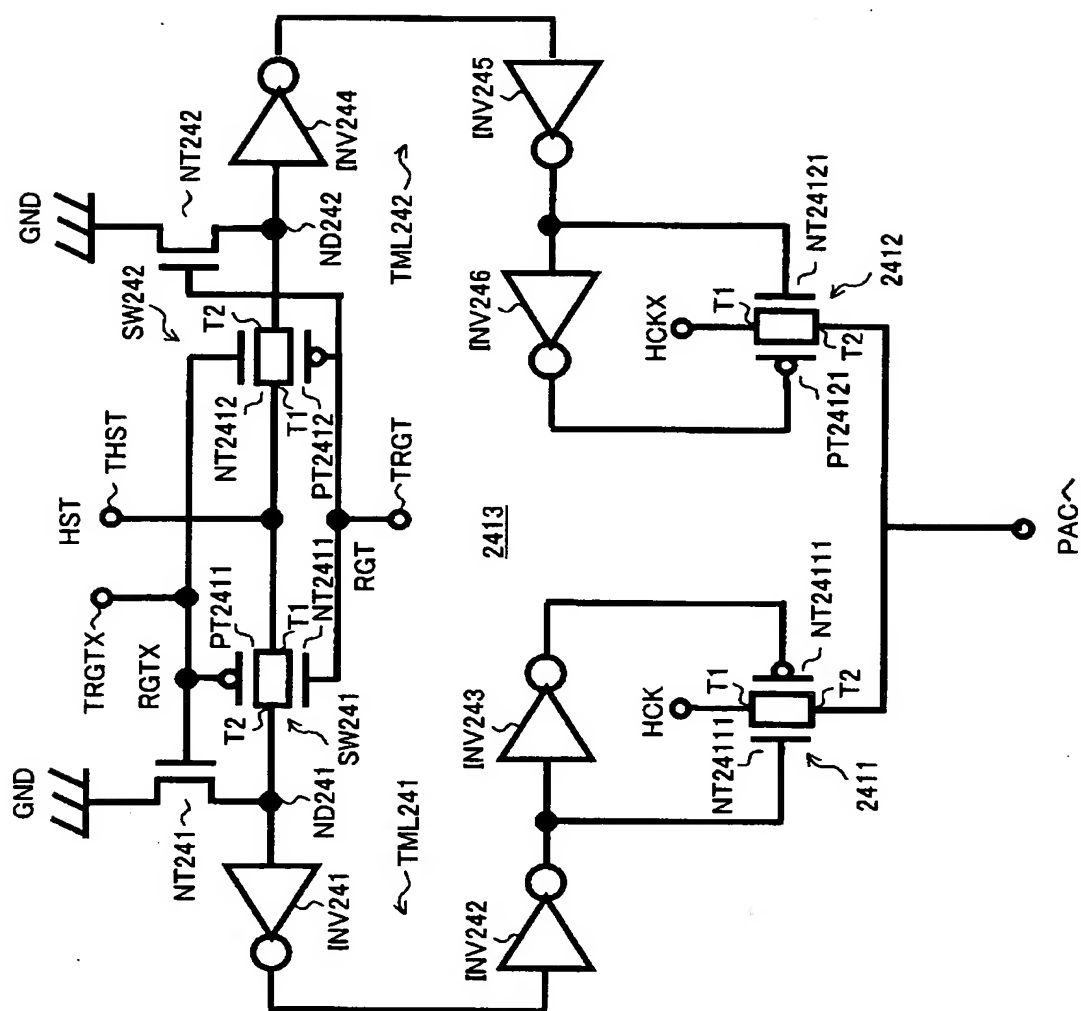 GND
NT242
SW242
ND242
INV244
TML242
HST
THST
T2
NT2412
T1
PT2412
TRGTX
RGTX
PT2411
T1
NT2411
RGT
TRGT
T2
SW241
GND
NT241
ND241
INV241
TML241
2413
INV245
INV246
NT24121
HCKX
T1
2412
T2
PT24121
INV243
INV242
HCK
T1
NT24111
NT24111
T2
2411
PAC